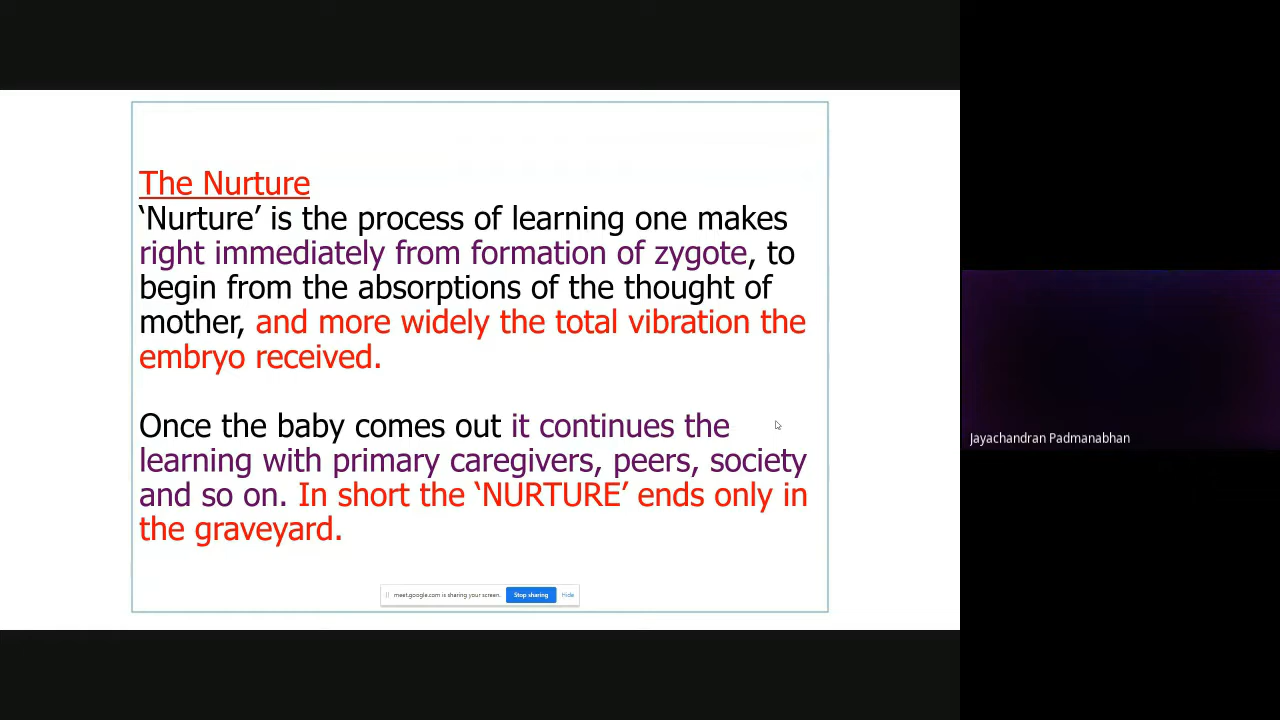 The Nurture
‘Nurture’ is the process of learning one makes
right immediately from formation of zygote, to
begin from the absorptions of the thought of
mother, and more widely the total vibration the
embryo received.
Once the baby comes out it continues the
learning with primary caregivers, peers, society
and so on. In short the ‘NURTURE’ ends only in
the graveyard.
meet.google.com is sharing your screen. Stop sharing Hide
Jayachandran Padmanabhan